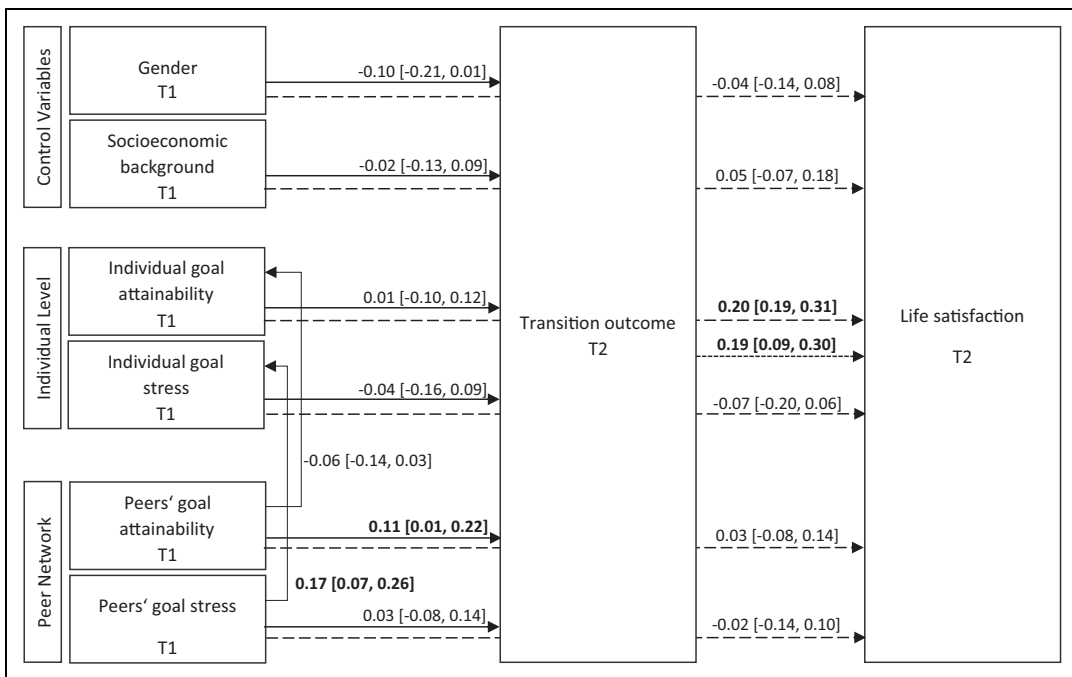 Control Variables
Gender
T1
-0.10 [-0.21, 0.01]
-0.04 [-0.14, 0.08]
Socioeconomic
background
T1
-0.02 [-0.13, 0.09]
0.05 [-0.07, 0.18]
Individual Level
Individual goal
attainability
T1
0.01 [-0.10, 0.12]
0.20 [0.19, 0.31]
0.19 [0.09, 0.30]
Individual goal
stress
T1
-0.04 [-0.16, 0.09]
-0.07 [-0.20, 0.06]
-0.06 [-0.14, 0.03]
Peer Network
Peers‘ goal
attainability
T1
0.11 [0.01, 0.22]
0.03 [-0.08, 0.14]
0.17 [0.07, 0.26]
Peers‘ goal stress
T1
0.03 [-0.08, 0.14]
-0.02 [-0.14, 0.10]
Transition outcome
T2
Life satisfaction
T2